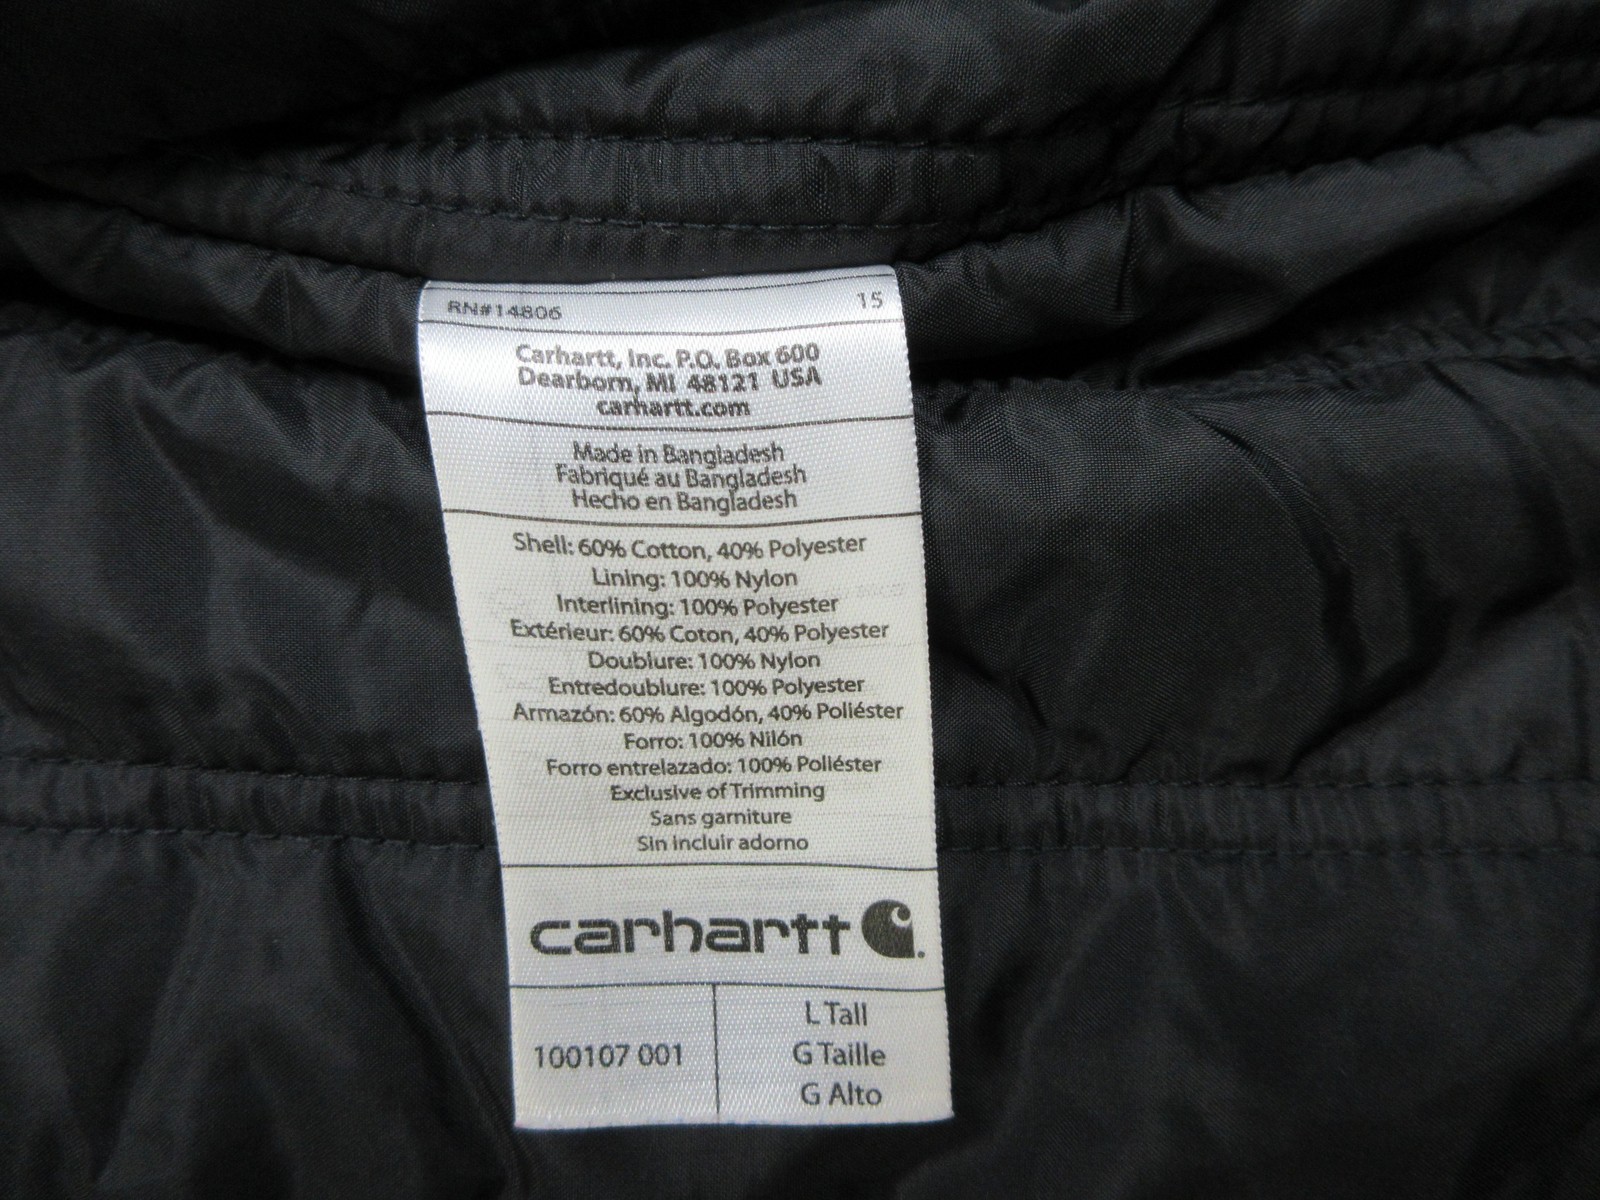 RN#14806 15
Carhartt, Inc. P.O. Box 600
Dearborn, MI 48121 USA
carhartt.com
Made in Bangladesh
Fabriqué au Bangladesh
Hecho en Bangladesh
Shell: 60% Cotton, 40% Polyester
Lining: 100% Nylon
Interlining: 100% Polyester
Extérieur: 60% Coton, 40% Polyester
Doublure: 100% Nylon
Entredoublure: 100% Polyester
Armazón: 60% Algodón, 40% Poliéster
Forro: 100% Nilón
Forro entrelazado: 100% Poliéster
Exclusive of Trimming
Sans garniture
Sin incluir adorno
carhartt
100107 001
L Tall
G Taille
G Alto